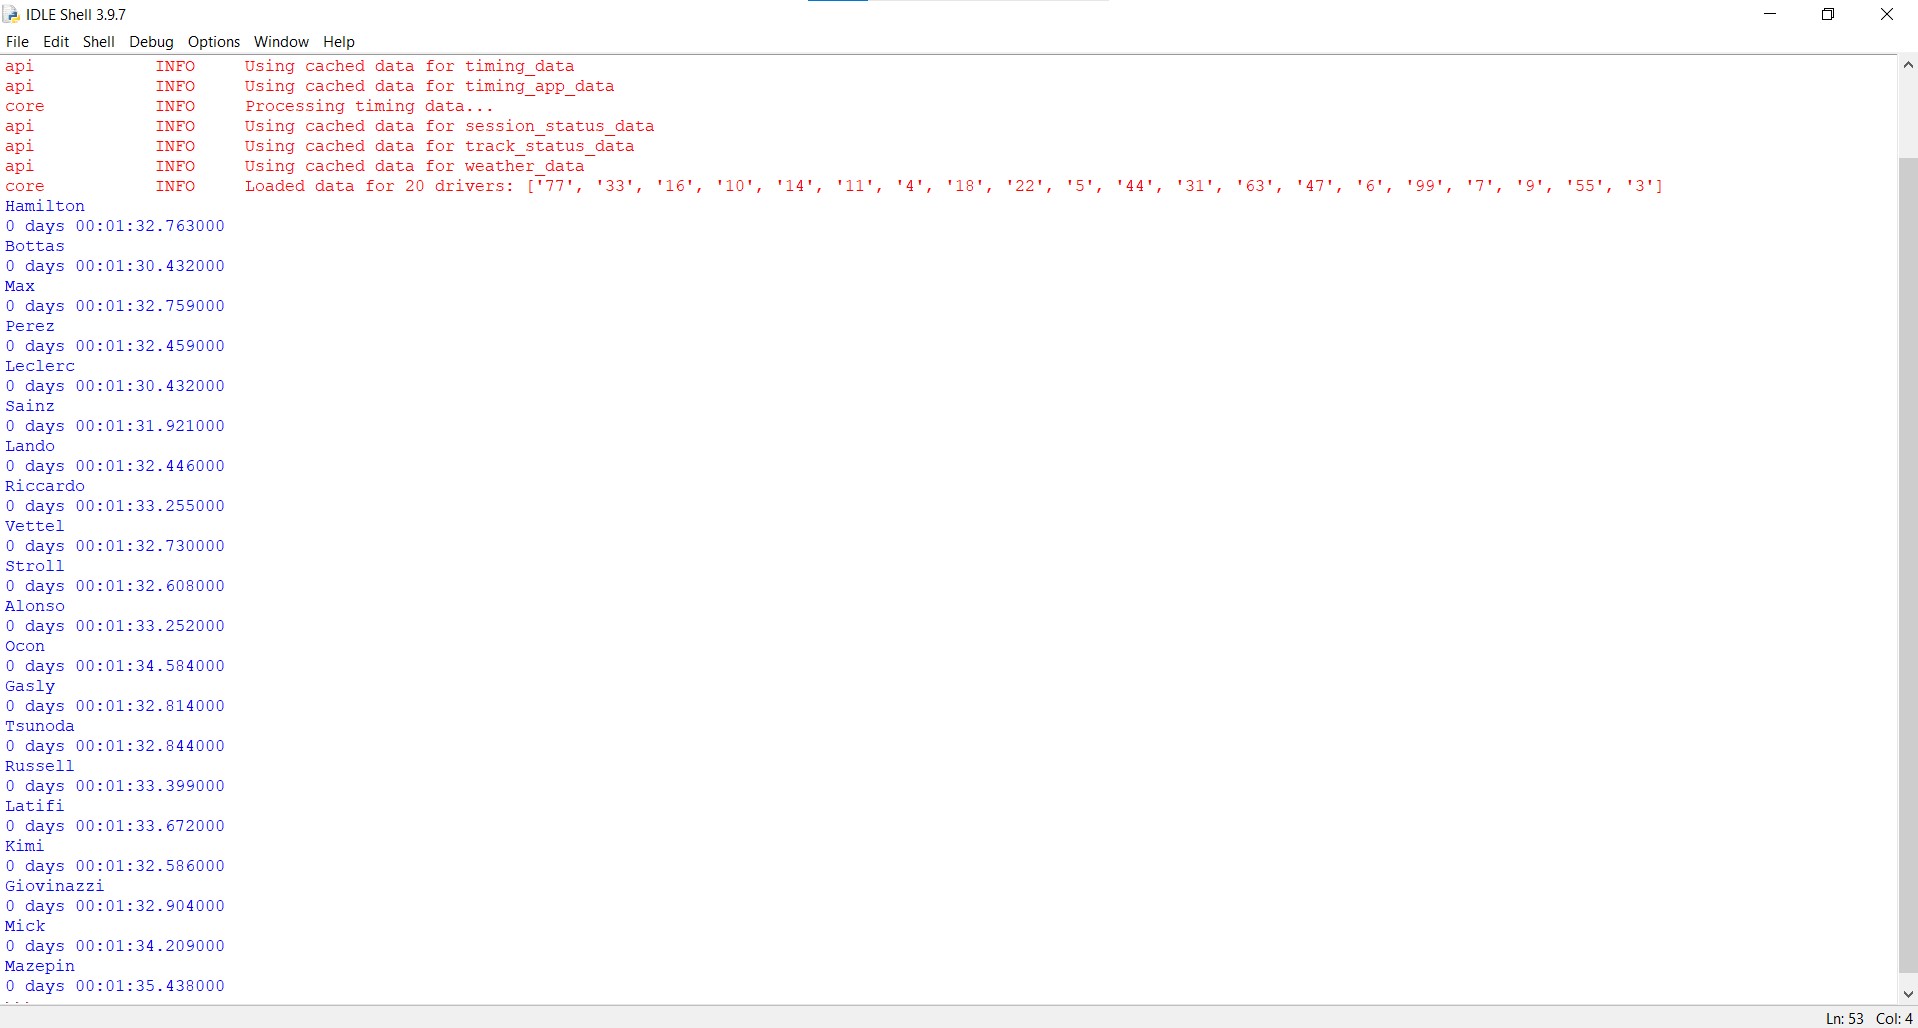 IDLE Shell 3.9.7
File Edit Shell Debug Options Window Help
api INFO Using cached data for timing_data
api INFO Using cached data for timing_app_data
core INFO Processing timing data...
api INFO Using cached data for session_status_data
api INFO Using cached data for track_status_data
api INFO Using cached data for weather_data
core INFO Loaded data for 20 drivers: ['77', '33', '16', '10', '14', '11', '4', '18', '22', '5', '44', '31', '63', '47', '6', '99', '7', '9', '55', '3']
Hamilton
0 days 00:01:32.763000
Bottas
0 days 00:01:30.432000
Max
0 days 00:01:32.759000
Perez
0 days 00:01:32.459000
Leclerc
0 days 00:01:30.432000
Sainz
0 days 00:01:31.921000
Lando
0 days 00:01:32.446000
Riccardo
0 days 00:01:33.255000
Vettel
0 days 00:01:32.730000
Stroll
0 days 00:01:32.608000
Alonso
0 days 00:01:33.252000
Ocon
0 days 00:01:34.584000
Gasly
0 days 00:01:32.814000
Tsunoda
0 days 00:01:32.844000
Russell
0 days 00:01:33.399000
Latifi
0 days 00:01:33.672000
Kimi
0 days 00:01:32.586000
Giovinazzi
0 days 00:01:32.904000
Mick
0 days 00:01:34.209000
Mazepin
0 days 00:01:35.438000
Ln: 53 Col: 4